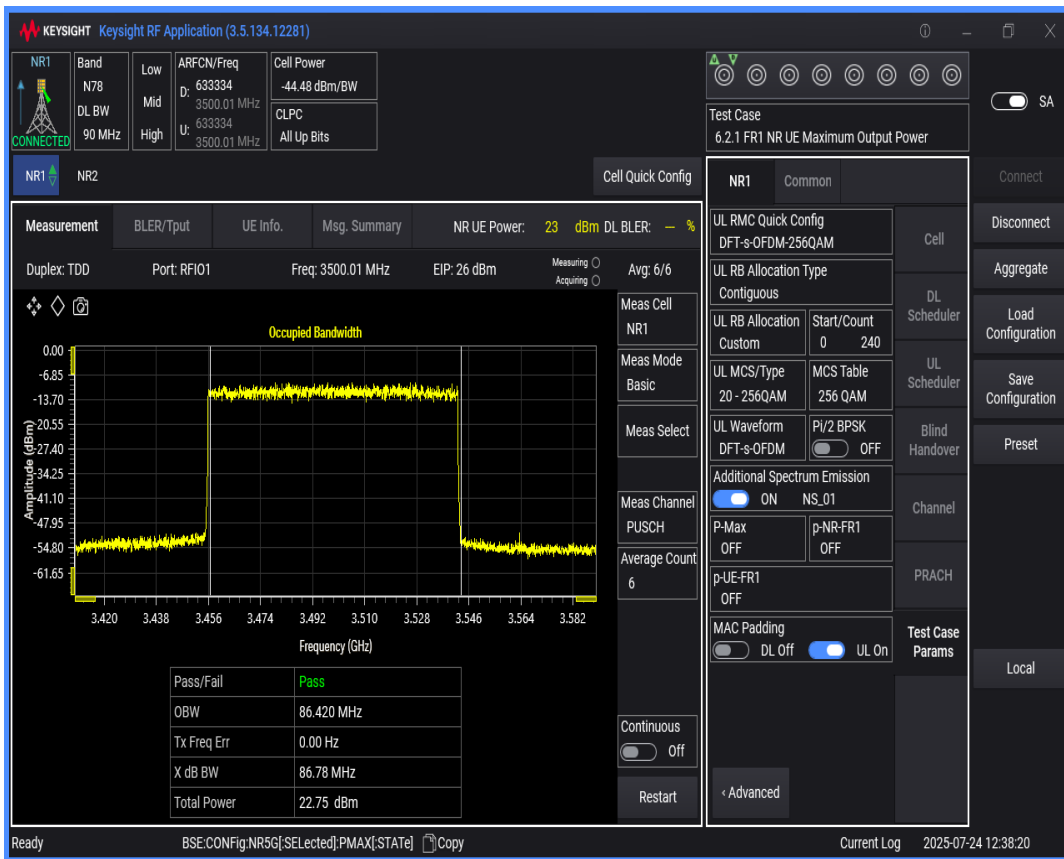 KEYSIGHT Keysight RF Application (3.5.134.12281)
NR1
CONNECTED
Band
N78
DL BW
90 MHz
Low
Mid
High
ARFCN/Freq
D: 633334
3500.01 MHz
U: 633334
3500.01 MHz
Cell Power
-44.48 dBm/BW
CLPC
All Up Bits
Test Case
6.2.1 FR1 NR UE Maximum Output Power
SA
NR1 NR2
Cell Quick Config
Measurement BLER/Tput UE Info. Msg. Summary NR UE Power: 23 dBm DL BLER: -- %
Duplex: TDD Port: RFIO1 Freq: 3500.01 MHz EIP: 26 dBm Measuring Avg: 6/6
Acquiring
Occupied Bandwidth
Amplitude (dBm)
0.00
-6.85
-13.70
-20.55
-27.40
-34.25
-41.10
-47.95
-54.80
-61.65
3.420 3.438 3.456 3.474 3.492 3.510 3.528 3.546 3.564 3.582
Frequency (GHz)
Pass/Fail Pass
OBW 86.420 MHz
Tx Freq Err 0.00 Hz
X dB BW 86.78 MHz
Total Power 22.75 dBm
Meas Cell
NR1
Meas Mode
Basic
Meas Select
Meas Channel
PUSCH
Average Count
6
Continuous
Off
Restart
NR1 Common
UL RMC Quick Config
DFT-s-OFDM-256QAM
UL RB Allocation Type
Contiguous
UL RB Allocation
Custom
Start/Count
0 240
UL MCS/Type
20 - 256QAM
MCS Table
256 QAM
UL Waveform
DFT-s-OFDM
Pi/2 BPSK
OFF
Additional Spectrum Emission
ON NS_01
P-Max
OFF
p-NR-FR1
OFF
p-UE-FR1
OFF
MAC Padding
DL Off UL On
‹ Advanced
Cell
DL
Scheduler
UL
Scheduler
Blind
Handover
Channel
PRACH
Test Case
Params
Connect
Disconnect
Aggregate
Load
Configuration
Save
Configuration
Preset
Local
Ready BSE:CONFig:NR5G[:SELected]:PMAX[:STATe] Copy Current Log 2025-07-24 12:38:20